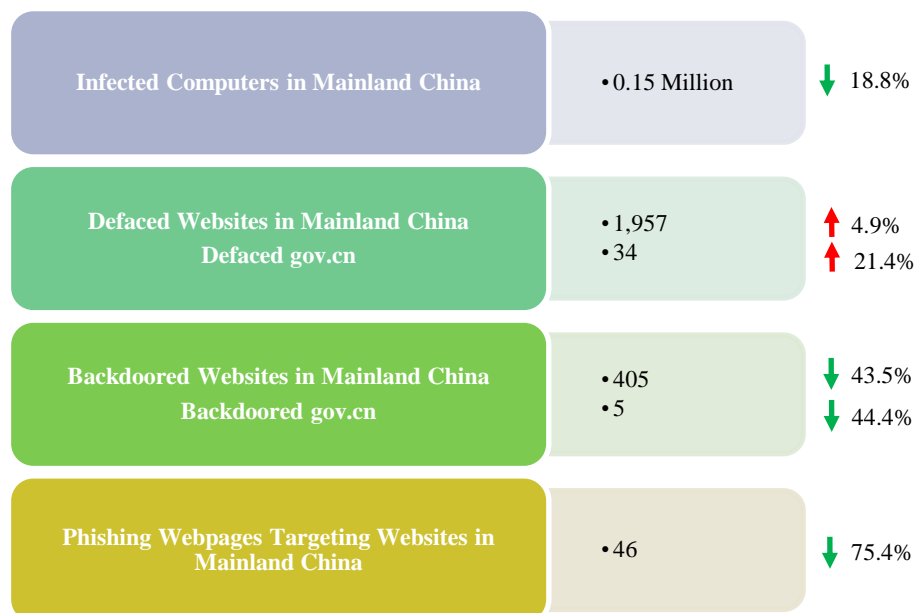 Infected Computers in Mainland China
•0.15 Million
18.8%
Defaced Websites in Mainland China
Defaced gov.cn
•1,957
•34
4.9%
21.4%
Backdoored Websites in Mainland China
Backdoored gov.cn
•405
•5
43.5%
44.4%
Phishing Webpages Targeting Websites in
Mainland China
•46
75.4%